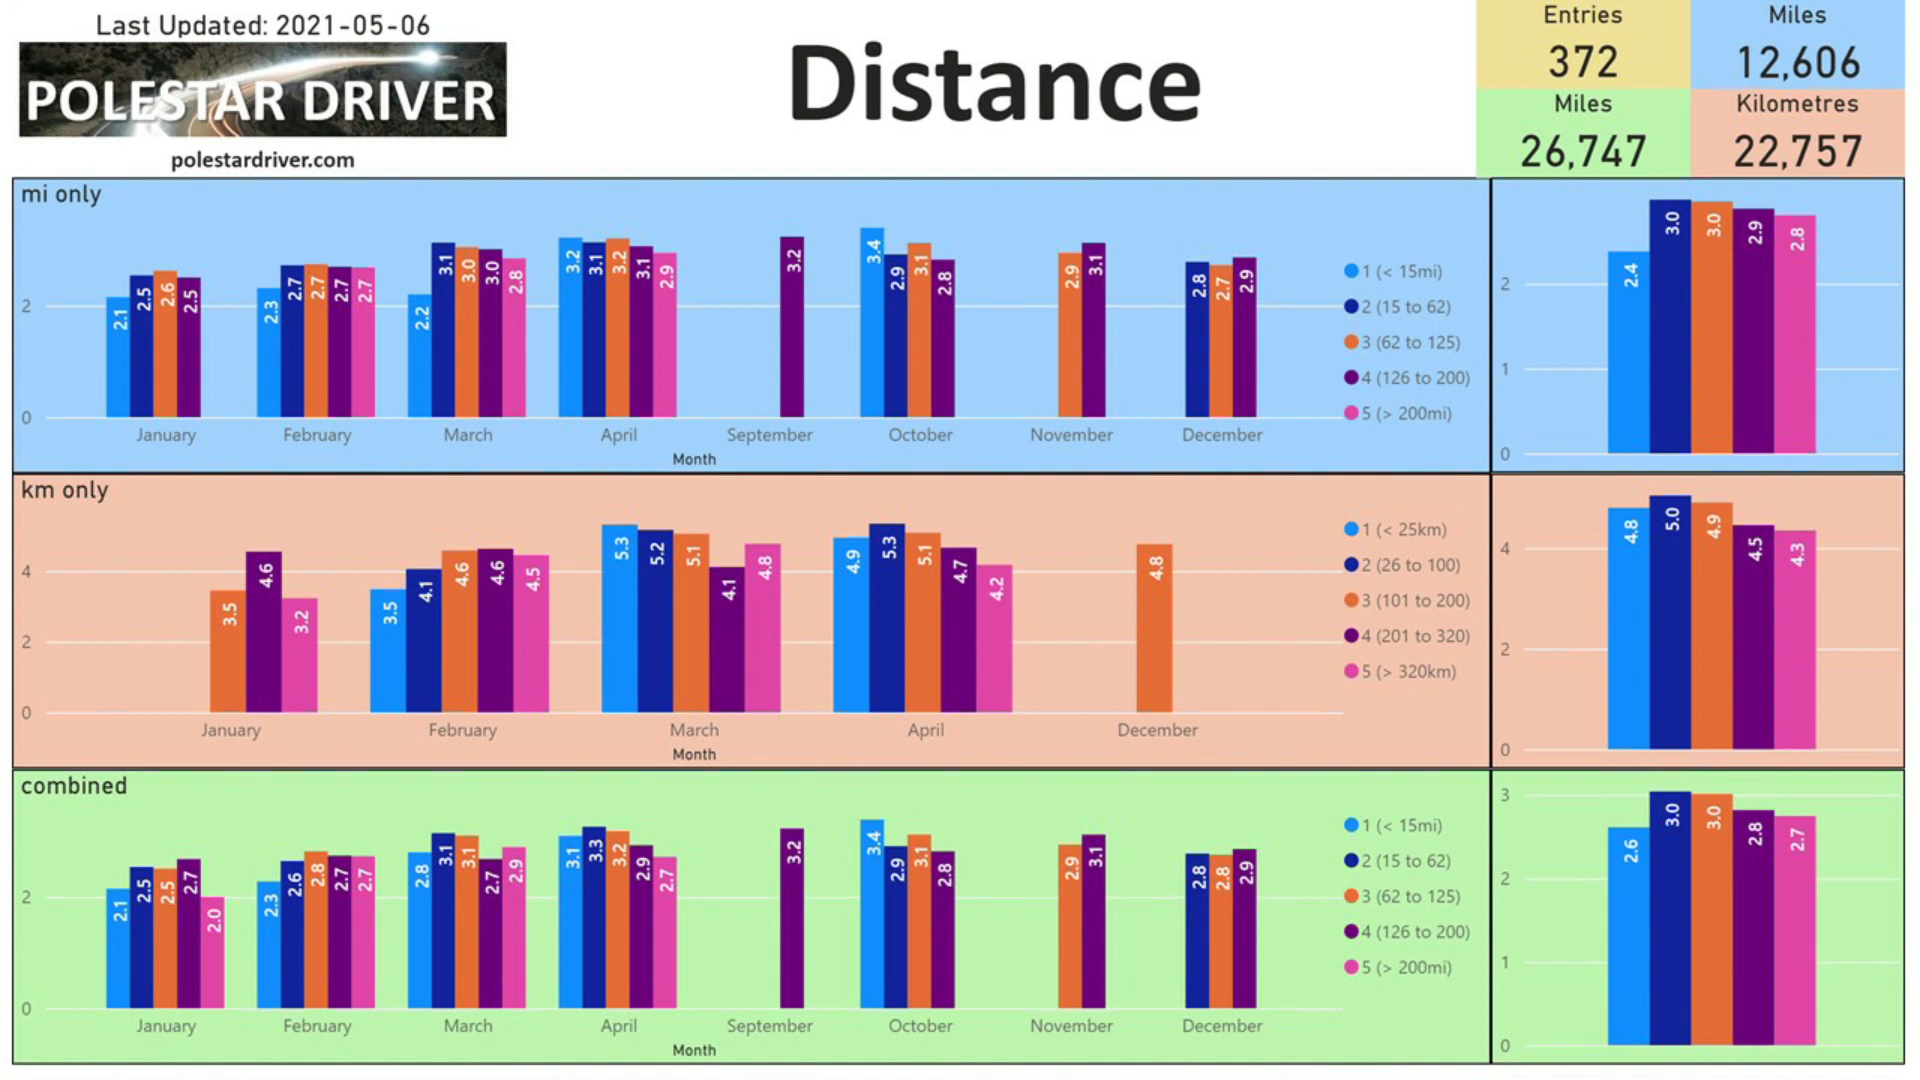 Last Updated: 2021-05-06
POLESTAR DRIVER
polestardriver.com
Distance
Entries
372
Miles
12,606
Miles
26,747
Kilometres
22,757
mi only
2
0
2.1 2.5 2.6 2.5
2.3 2.7 2.7 2.7 2.7
2.2 3.1 3.0 3.0 2.8
3.2 3.1 3.2 3.1 2.9
3.2
3.4 2.9 3.1 2.8
2.9 3.1
2.8 2.7 2.9
January February March April September October November December
Month
1 (< 15mi)
2 (15 to 62)
3 (62 to 125)
4 (126 to 200)
5 (> 200mi)
2
1
0
2.4 3.0 3.0 2.9 2.8
km only
4
2
0
3.5 4.6 3.2
3.5 4.1 4.6 4.6 4.5
5.3 5.2 5.1 4.1 4.8
4.9 5.3 5.1 4.7 4.2
4.8
January February March April December
Month
1 (< 25km)
2 (26 to 100)
3 (101 to 200)
4 (201 to 320)
5 (> 320km)
4
2
0
4.8 5.0 4.9 4.5 4.3
combined
2
0
2.1 2.5 2.5 2.7 2.0
2.3 2.6 2.8 2.7 2.7
2.8 3.1 3.1 2.7 2.9
3.1 3.3 3.2 2.9 2.7
3.2
3.4 2.9 3.1 2.8
2.9 3.1
2.8 2.8 2.9
January February March April September October November December
Month
1 (< 15mi)
2 (15 to 62)
3 (62 to 125)
4 (126 to 200)
5 (> 200mi)
3
2
1
0
2.6 3.0 3.0 2.8 2.7